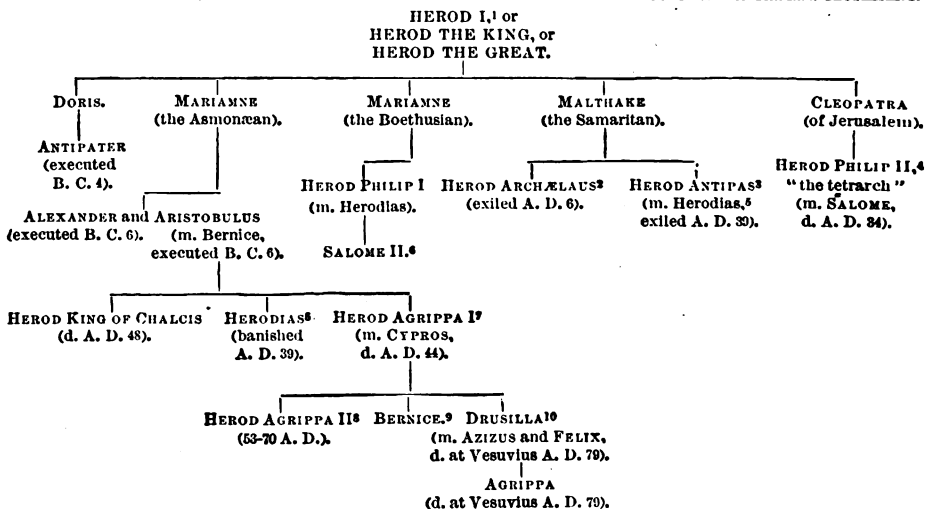 HEROD I,¹ or
HEROD THE KING, or
HEROD THE GREAT.
DORIS.
MARIAMNE
(the Asmonæan).
MARIAMNE
(the Boethusian).
MALTHAKE
(the Samaritan).
CLEOPATRA
(of Jerusalem).
ANTIPATER
(executed
B. C. 4).
HEROD PHILIP I
(m. Herodias).
HEROD ARCHÆLAUS²
(exiled A. D. 6).
HEROD ANTIPAS³
(m. Herodias,⁵
exiled A. D. 39).
HEROD PHILIP II,⁴
"the tetrarch"
(m. SALOME,
d. A. D. 34).
ALEXANDER and ARISTOBULUS
(executed B. C. 6). (m. Bernice,
executed B. C. 6).
SALOME II.⁶
HEROD KING OF CHALCIS
(d. A. D. 48).
HERODIAS⁵
(banished
A. D. 39).
HEROD AGRIPPA I⁷
(m. CYPROS,
d. A. D. 44).
HEROD AGRIPPA II⁸
(53-70 A. D.).
BERNICE.⁹
DRUSILLA¹⁰
(m. AZIZUS and FELIX,
d. at Vesuvius A. D. 79).
AGRIPPA
(d. at Vesuvius A. D. 79).